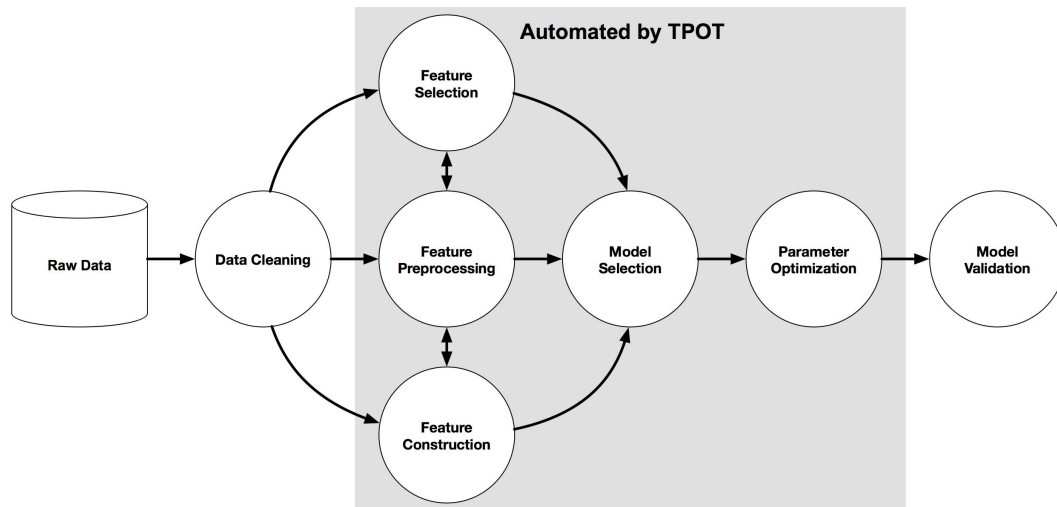 Automated by TPOT
Raw Data
Data Cleaning
Feature
Selection
Feature
Preprocessing
Feature
Construction
Model
Selection
Parameter
Optimization
Model
Validation